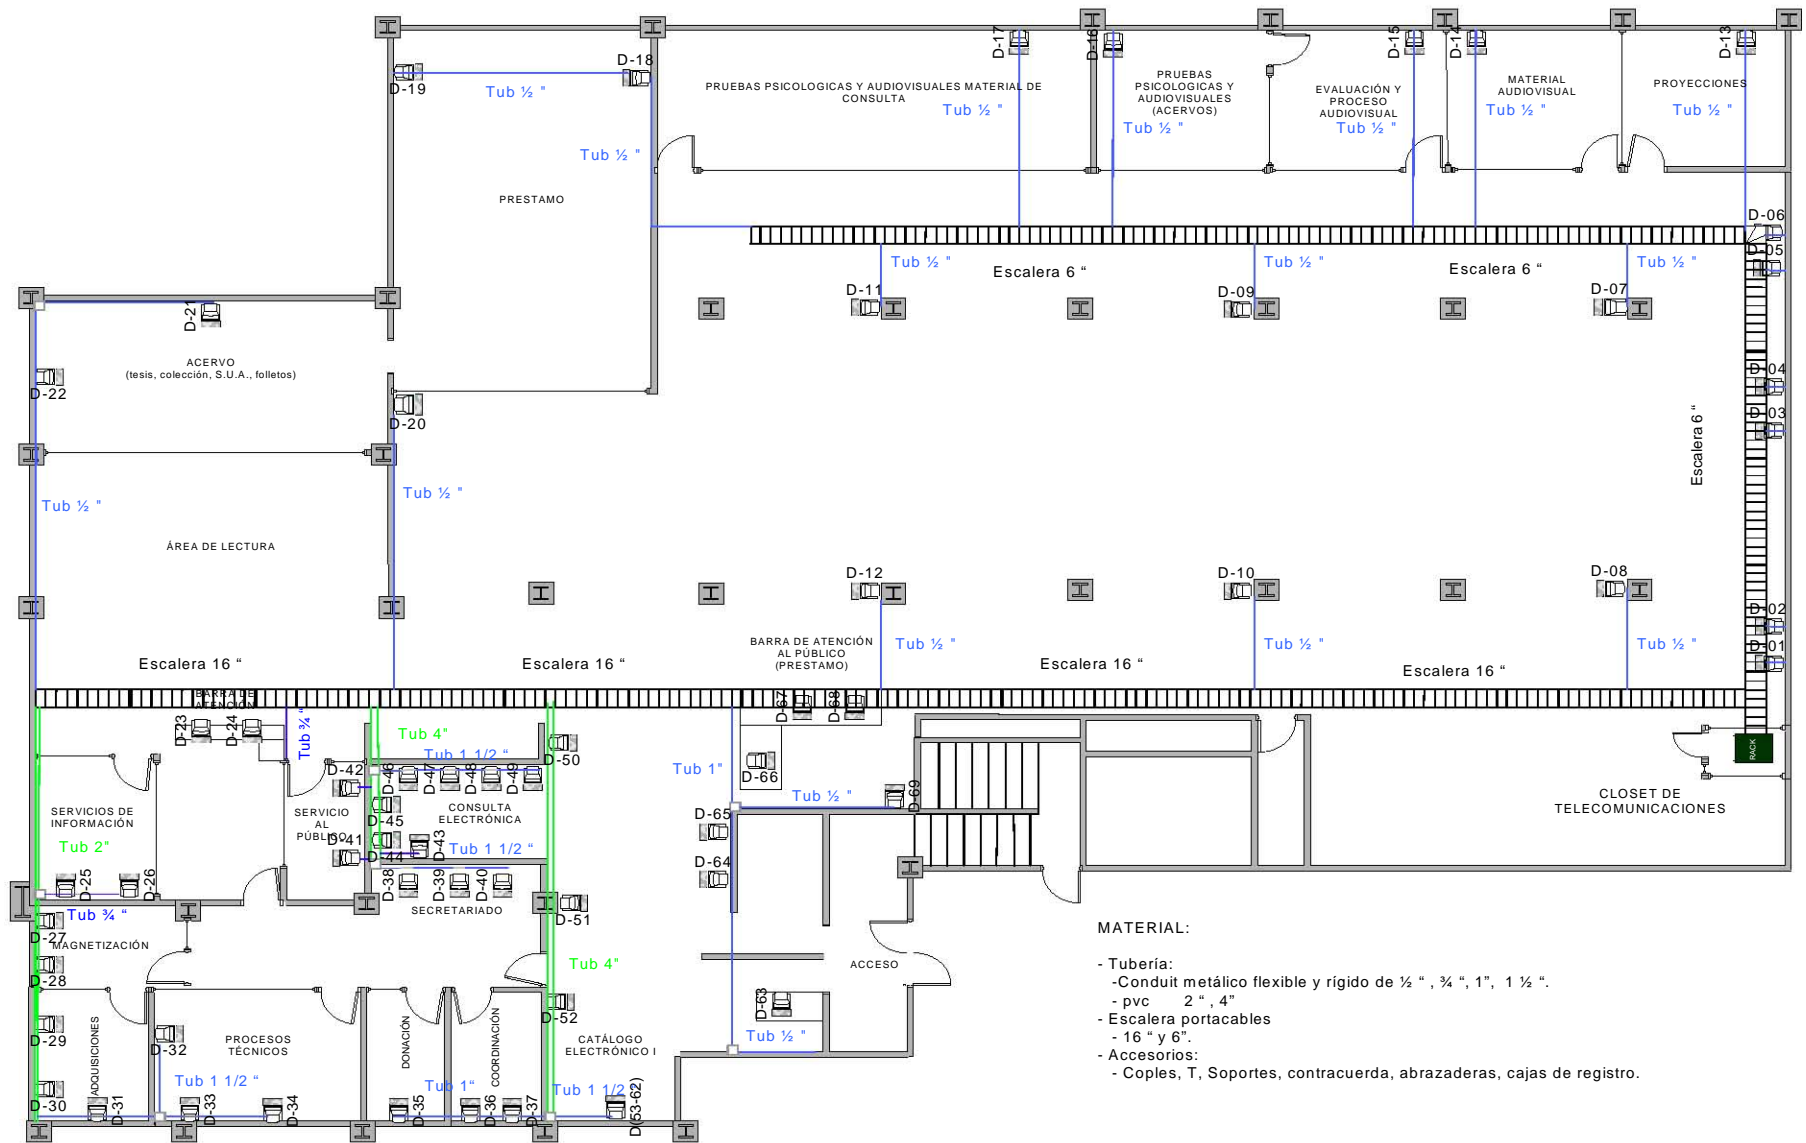 D-17
D-16
D-15
D-14
D-13
D-18
D-19
Tub ½ "
PRUEBAS PSICOLOGICAS Y AUDIOVISUALES MATERIAL DE
CONSULTA
Tub ½ "
PRUEBAS
PSICOLOGICAS Y
AUDIOVISUALES
(ACERVOS)
Tub ½ "
EVALUACIÓN Y
PROCESO
AUDIOVISUAL
Tub ½ "
MATERIAL
AUDIOVISUAL
Tub ½ "
PROYECCIONES
Tub ½ "
Tub ½ "
PRESTAMO
D-06
D-05
Tub ½ "
Escalera 6 “
Tub ½ "
Escalera 6 “
Tub ½ "
D-11
D-09
D-07
D-21
ACERVO
(tesis, colección, S.U.A., folletos)
D-22
D-20
D-04
D-03
Escalera 6 “
Tub ½ "
Tub ½ "
ÁREA DE LECTURA
D-12
D-10
D-08
D-02
D-01
BARRA DE ATENCIÓN
AL PÚBLICO
(PRESTAMO)
Tub ½ "
Tub ½ "
Tub ½ "
Escalera 16 “
Escalera 16 “
Escalera 16 “
Escalera 16 “
BARRA DE
ATENCIÓN
D-23
D-24
Tub ¾ “
Tub 4"
Tub 1 1/2 “
D-50
D-67
D-68
D-66
Tub 1"
Tub ½ "
D-69
RACK
CLOSET DE
TELECOMUNICACIONES
D-42
D-46
D-47
D-48
D-49
SERVICIOS DE
INFORMACIÓN
SERVICIO
AL
PÚBLICO
CONSULTA
ELECTRÓNICA
D-45
D-41
D-44
D-43
Tub 1 1/2 “
D-65
D-64
Tub 2"
D-25
D-26
D-38
D-39
D-40
SECRETARIADO
D-51
Tub ¾ “
D-27
MAGNETIZACIÓN
D-28
Tub 4"
ACCESO
D-29
ADQUISICIONES
D-32
PROCESOS
TÉCNICOS
DONACIÓN
COORDINACIÓN
D-52
CATÁLOGO
ELECTRÓNICO I
D-63
Tub ½ "
Tub 1 1/2 “
Tub 1“
Tub 1 1/2 “
D-30
D-31
D-33
D-34
D-35
D-36
D-37
D(53-62)
MATERIAL:
- Tubería:
-Conduit metálico flexible y rígido de ½ “ , ¾ “, 1”, 1 ½ “.
- pvc 2 “ , 4”
- Escalera portacables
- 16 “ y 6”.
- Accesorios:
- Coples, T, Soportes, contracuerda, abrazaderas, cajas de registro.